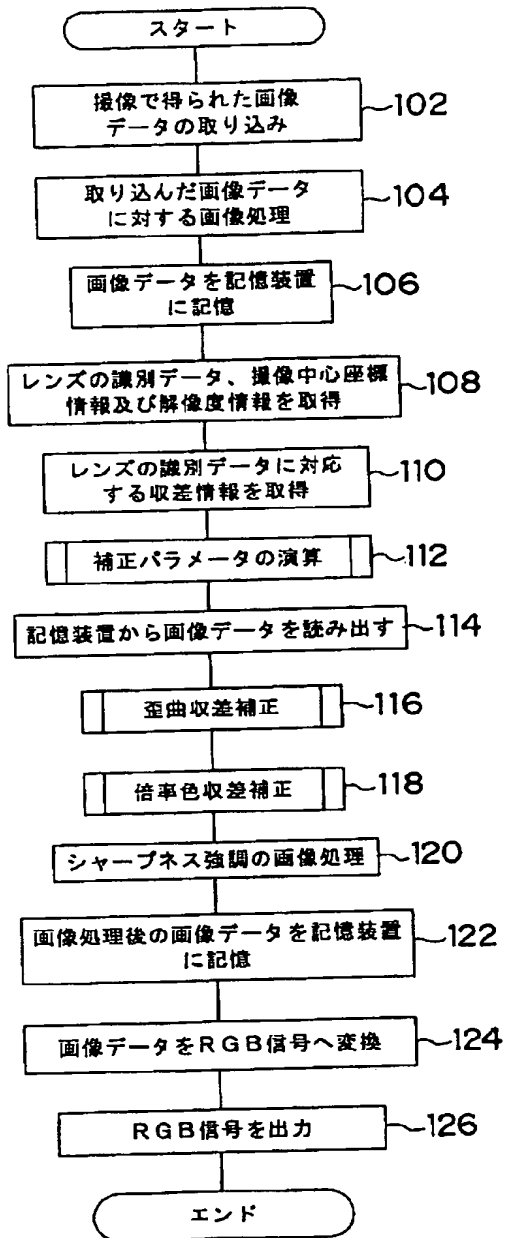 スタート
撮像で得られた画像
データの取り込み
102
取り込んだ画像データ
に対する画像処理
104
画像データを記憶装置
に記憶
106
レンズの識別データ、撮像中心座標
情報及び解像度情報を取得
108
レンズの識別データに対応
する収差情報を取得
110
補正パラメータの演算
112
記憶装置から画像データを読み出す
114
歪曲収差補正
116
倍率色収差補正
118
シャープネス強調の画像処理
120
画像処理後の画像データを記憶装置
に記憶
122
画像データをRGB信号へ変換
124
RGB信号を出力
126
エンド